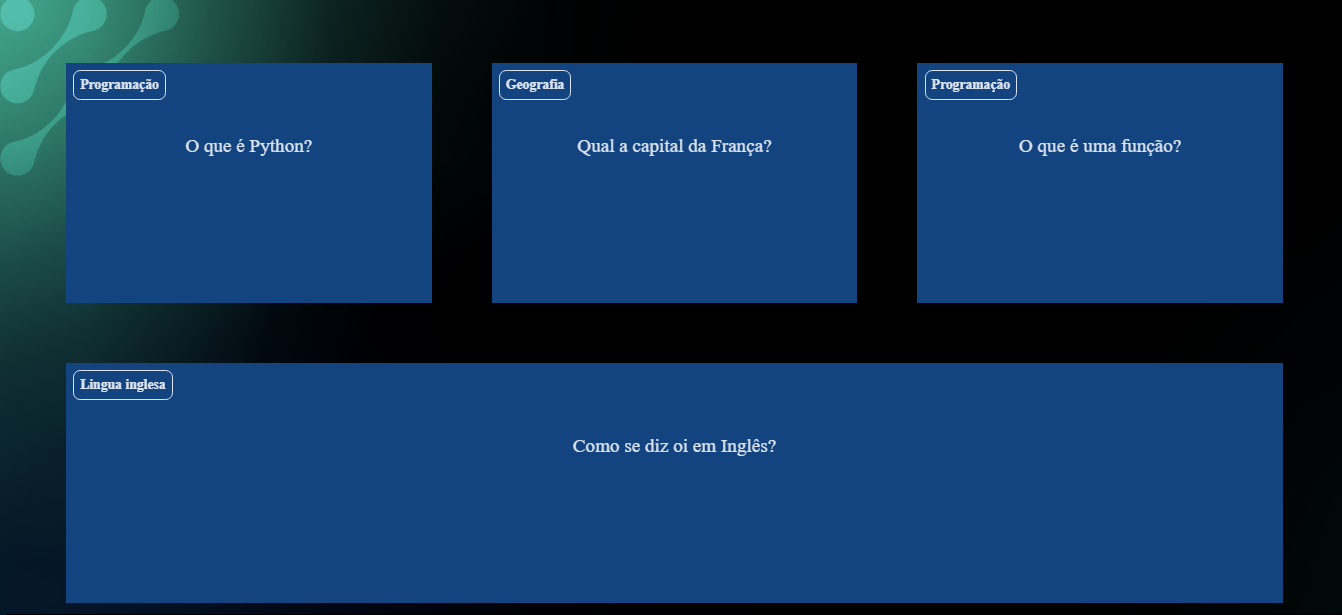 Programação
O que é Python?
Geografia
Qual a capital da França?
Programação
O que é uma função?
Lingua inglesa
Como se diz oi em Inglês?